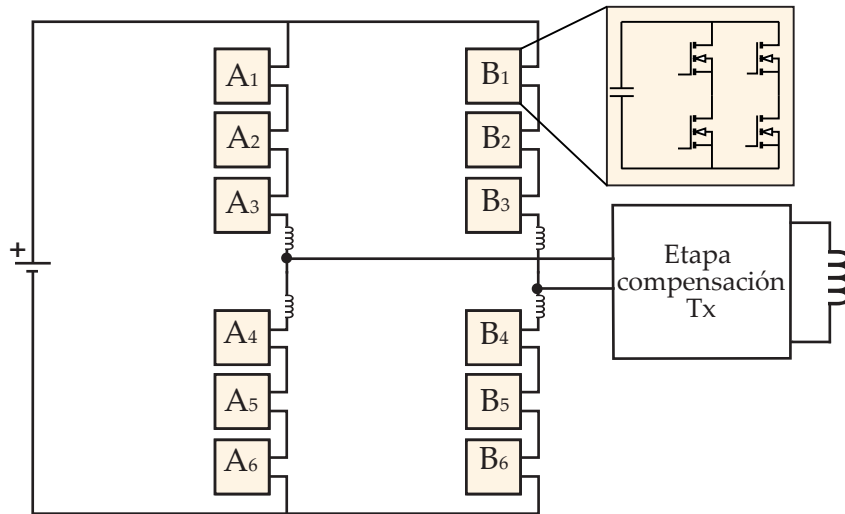 A1
B1
A2
B2
A3
B3
+
Etapa
compensación
Tx
A4
B4
A5
B5
A6
B6